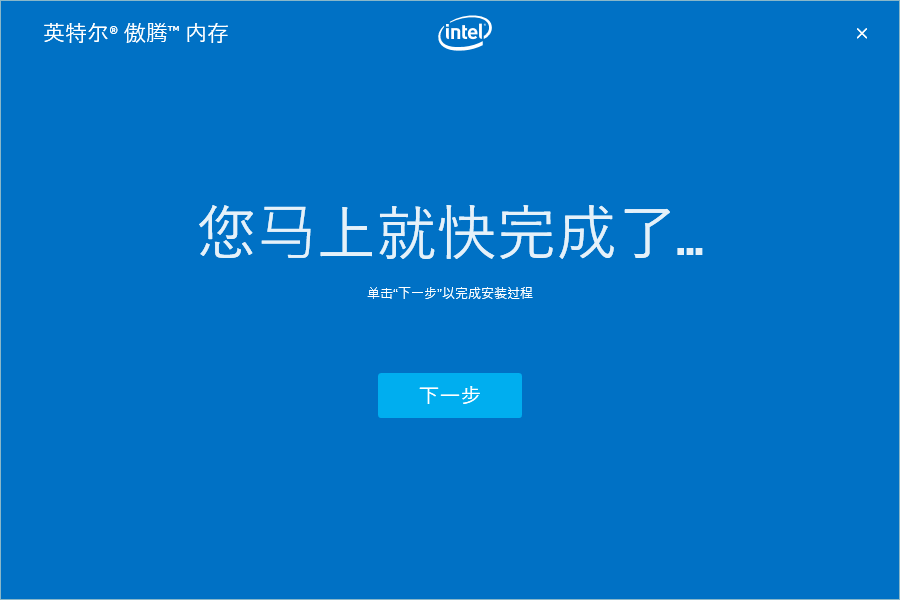 英特尔® 傲腾™ 内存
intel
×
您马上就快完成了...
单击“下一步”以完成安装过程
下一步